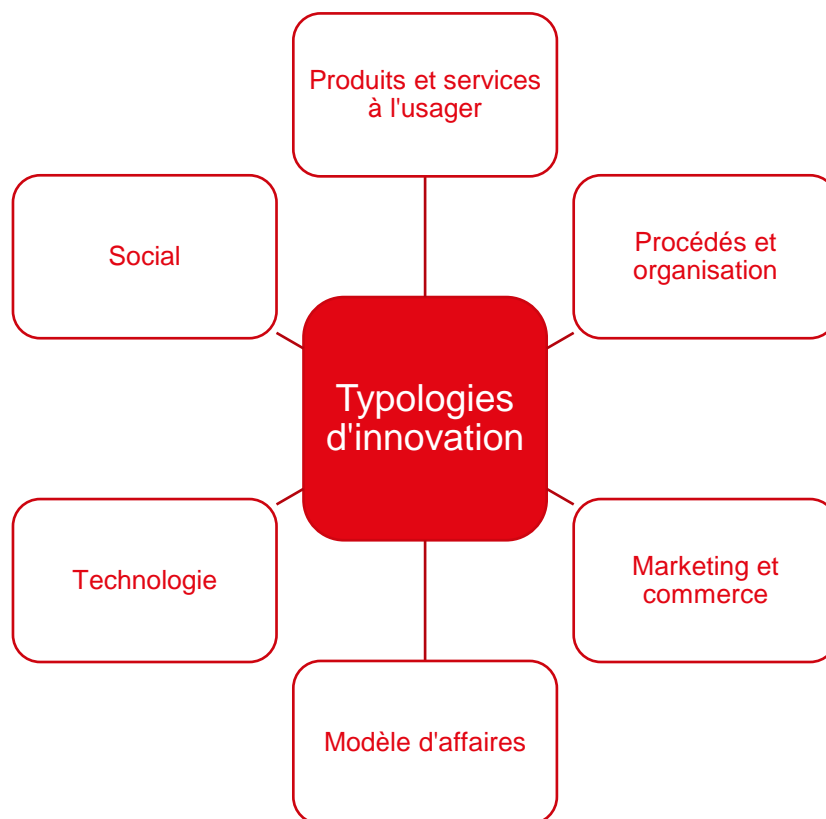 Produits et services
à l'usager
Social
Procédés et
organisation
Typologies
d'innovation
Technologie
Marketing et
commerce
Modèle d'affaires